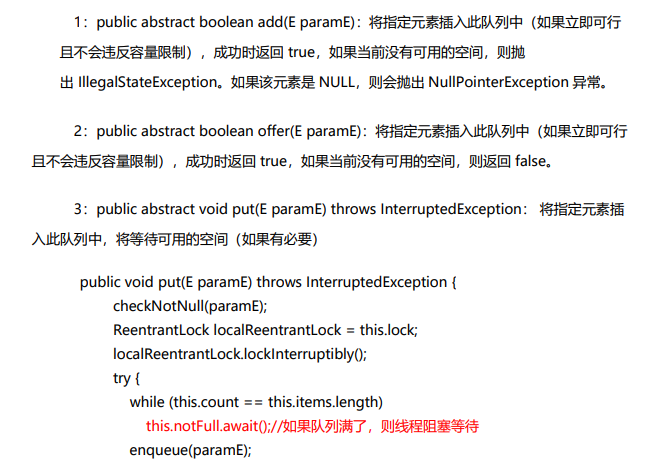 1：public abstract boolean add(E paramE)：将指定元素插入此队列中（如果立即可行
且不会违反容量限制），成功时返回 true，如果当前没有可用的空间，则抛
出 IllegalStateException。如果该元素是 NULL，则会抛出 NullPointerException 异常。
2：public abstract boolean offer(E paramE)：将指定元素插入此队列中（如果立即可行
且不会违反容量限制），成功时返回 true，如果当前没有可用的空间，则返回 false。
3：public abstract void put(E paramE) throws InterruptedException： 将指定元素插
入此队列中，将等待可用的空间（如果有必要）
public void put(E paramE) throws InterruptedException {
checkNotNull(paramE);
ReentrantLock localReentrantLock = this.lock;
localReentrantLock.lockInterruptibly();
try {
while (this.count == this.items.length)
this.notFull.await();//如果队列满了，则线程阻塞等待
enqueue(paramE);